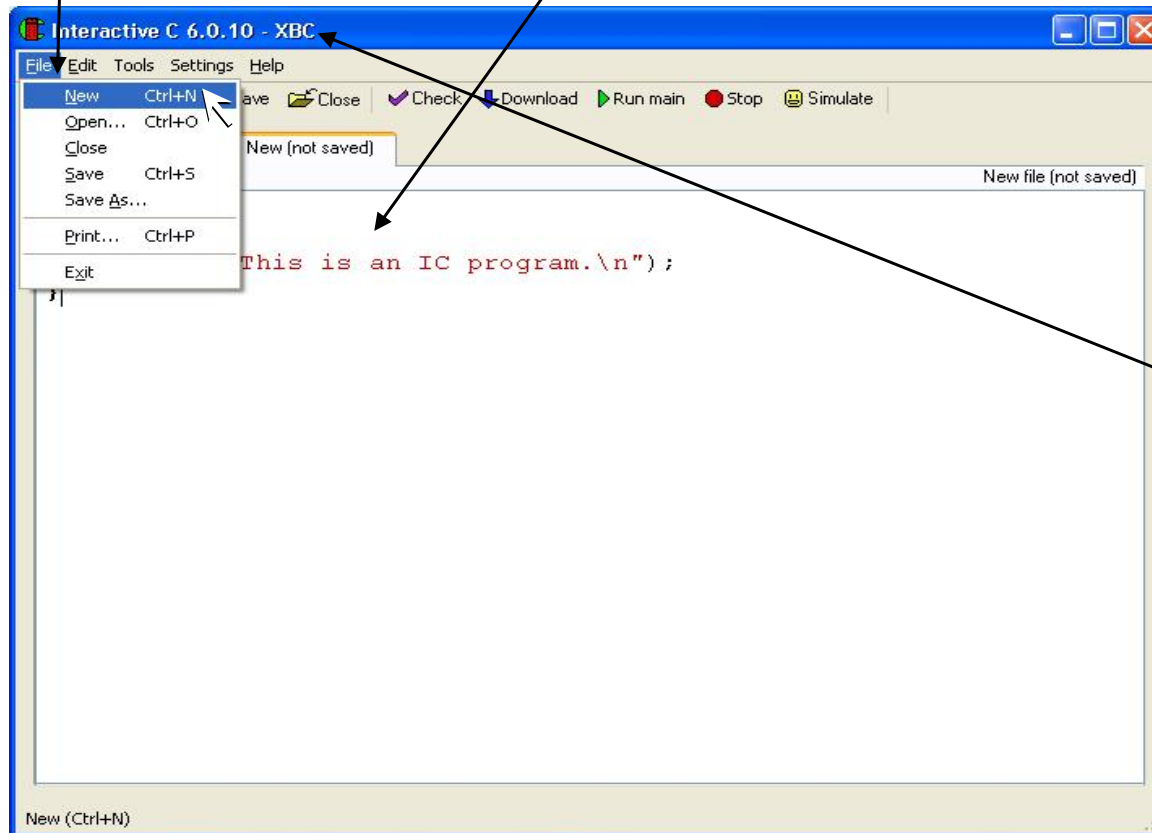 Interactive C 6.0.10 - XBC
File Edit Tools Settings Help
New Ctrl+N
Open... Ctrl+O
Close
Save Ctrl+S
Save As...
Print... Ctrl+P
Exit
ave Close Check Download Run main Stop Simulate
New (not saved)
New file (not saved)
This is an IC program.\n");
}
New (Ctrl+N)